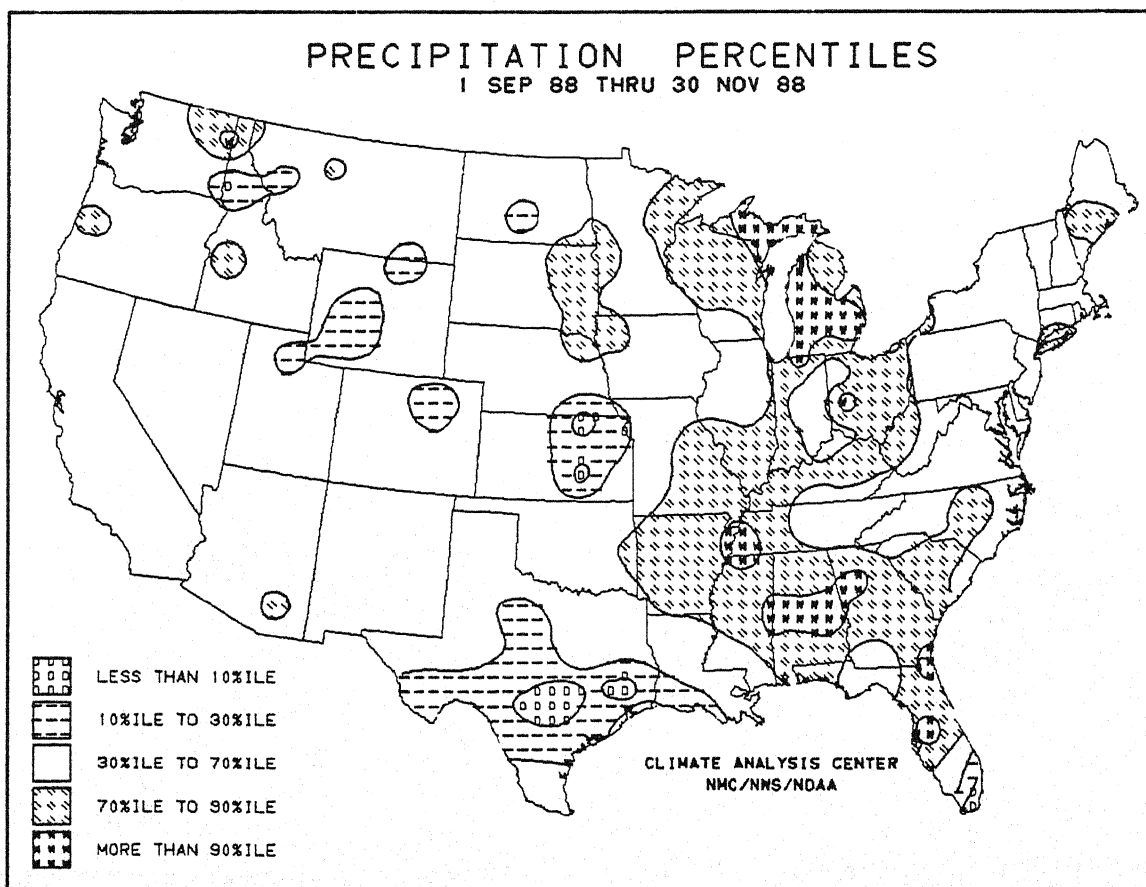 PRECIPITATION PERCENTILES
1 SEP 88 THRU 30 NOV 88
LESS THAN 10%ILE
10%ILE TO 30%ILE
30%ILE TO 70%ILE
70%ILE TO 90%ILE
MORE THAN 90%ILE
CLIMATE ANALYSIS CENTER
NMC/NWS/NOAA